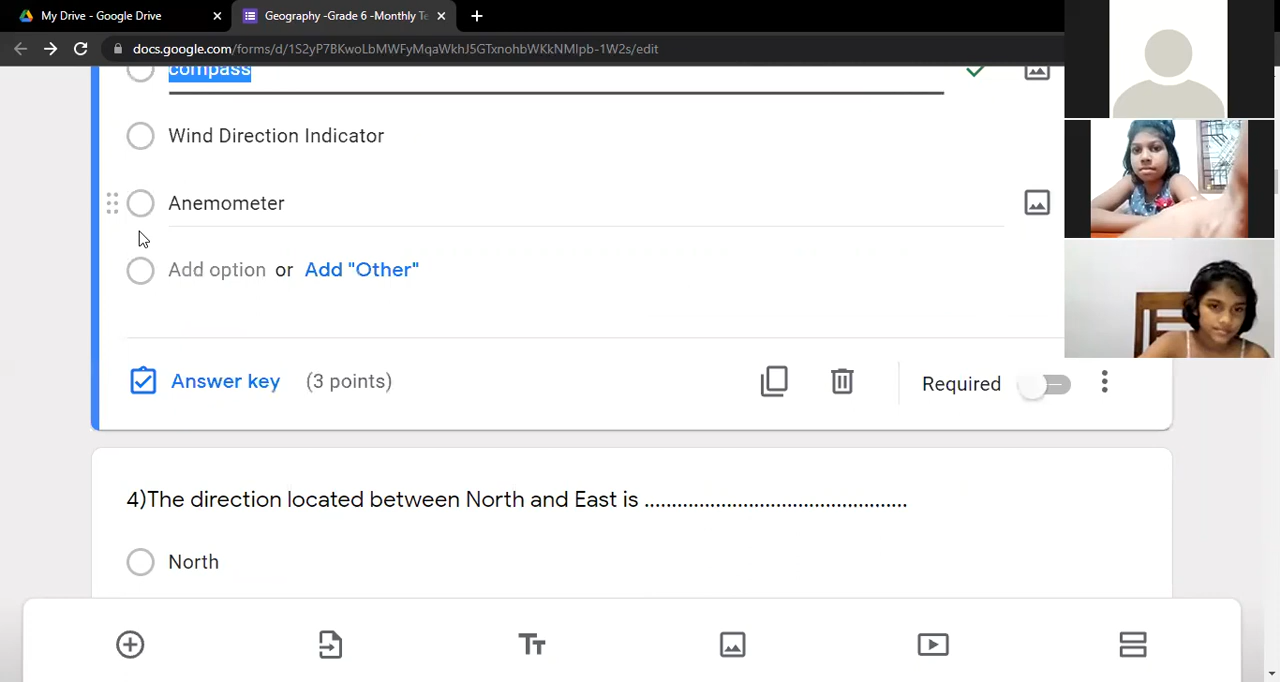 My Drive - Google Drive
Geography -Grade 6 -Monthly Te
docs.google.com/forms/d/1S2yP7BKwoLbMWFyMqaWkhJ5GTxnohbWKkNMlpb-1W2s/edit
compass
Wind Direction Indicator
Anemometer
Add option or Add "Other"
Answer key (3 points)
Required
4)The direction located between North and East is ................................................
North
Tт